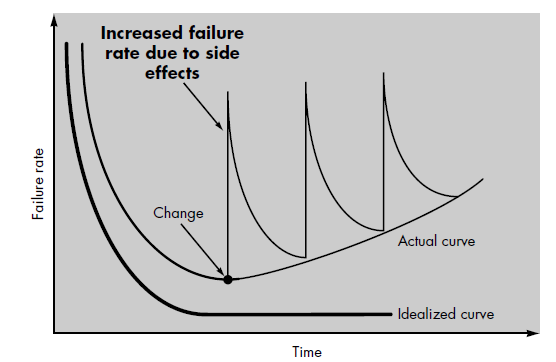 Increased failure
rate due to side
effects
Failure rate
Change
Actual curve
Idealized curve
Time